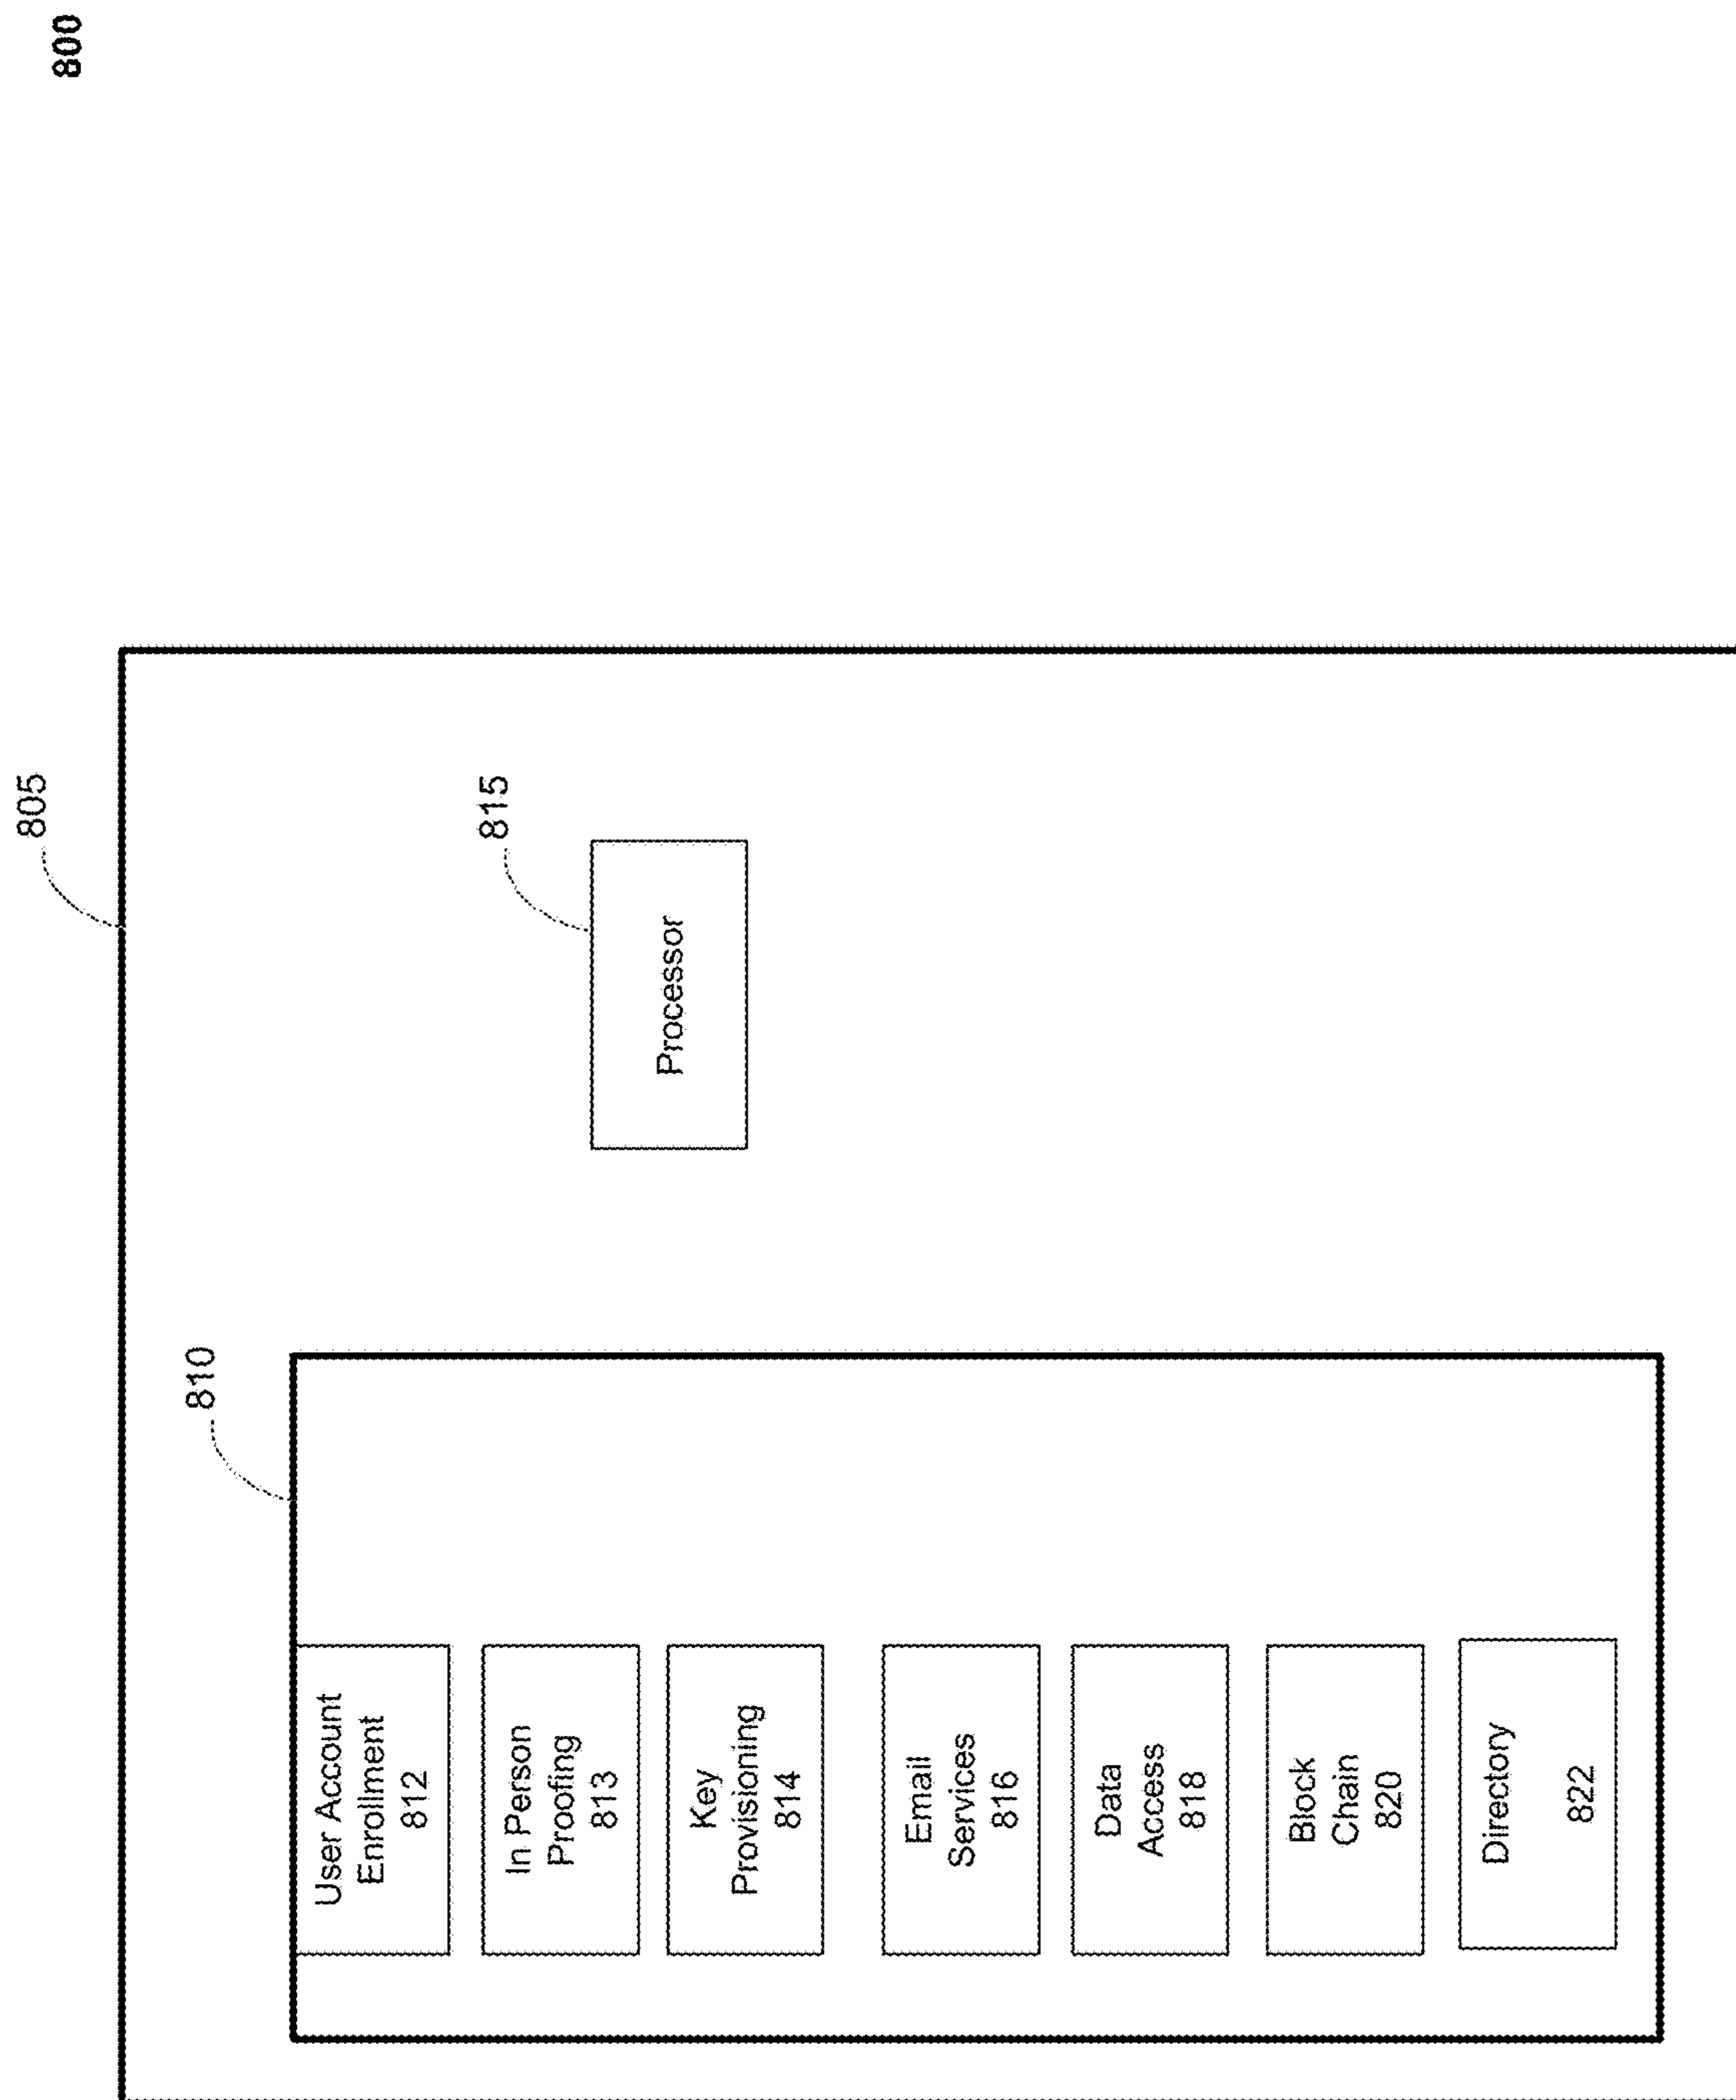 800
805
810
815
User Account
Enrollment
812
In Person
Proofing
813
Key
Provisioning
814
Processor
Email
Services
816
Data
Access
818
Block
Chain
820
Directory
822